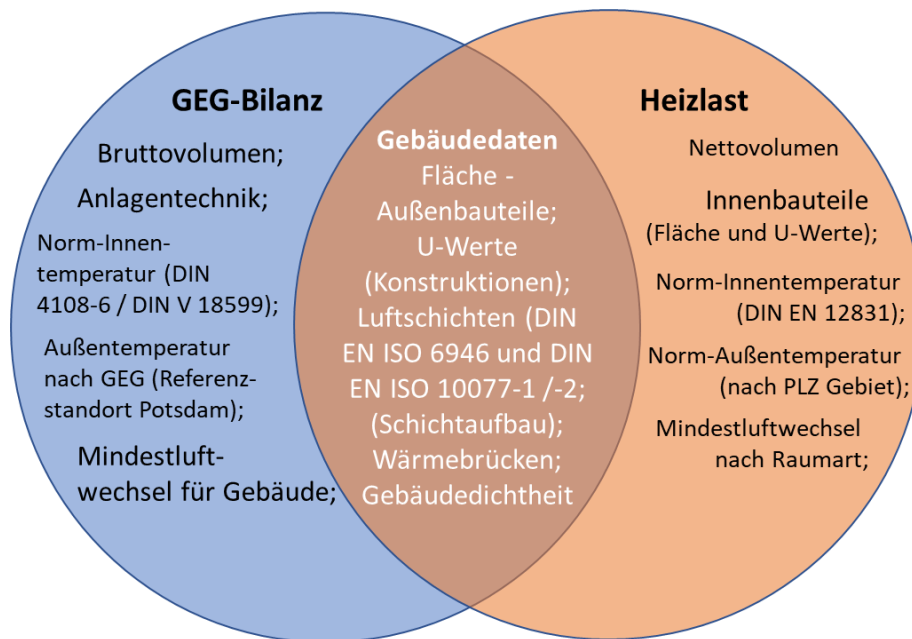 GEG-Bilanz
Bruttovolumen;
Anlagentechnik;
Norm-Innen-
temperatur (DIN
4108-6 / DIN V 18599);
Außentemperatur
nach GEG (Referenz-
standort Potsdam);
Mindestluft-
wechsel für Gebäude;
Gebäudedaten
Fläche -
Außenbauteile;
U-Werte
(Konstruktionen);
Luftschichten (DIN
EN ISO 6946 und DIN
EN ISO 10077-1 /-2;
(Schichtaufbau);
Wärmebrücken;
Gebäudedichtheit
Heizlast
Nettovolumen
Innenbauteile
(Fläche und U-Werte);
Norm-Innentemperatur
(DIN EN 12831);
Norm-Außentemperatur
(nach PLZ Gebiet);
Mindestluftwechsel
nach Raumart;